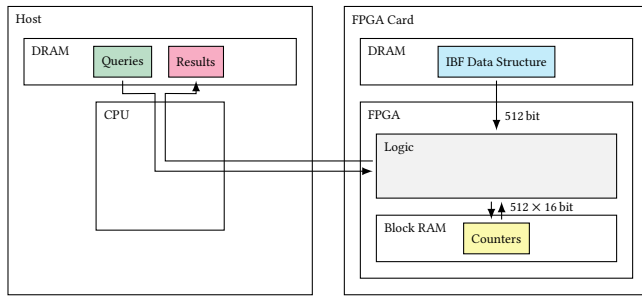 Host
DRAM
Queries
Results
CPU
FPGA Card
DRAM
IBF Data Structure
512 bit
FPGA
Logic
512 × 16 bit
Block RAM
Counters